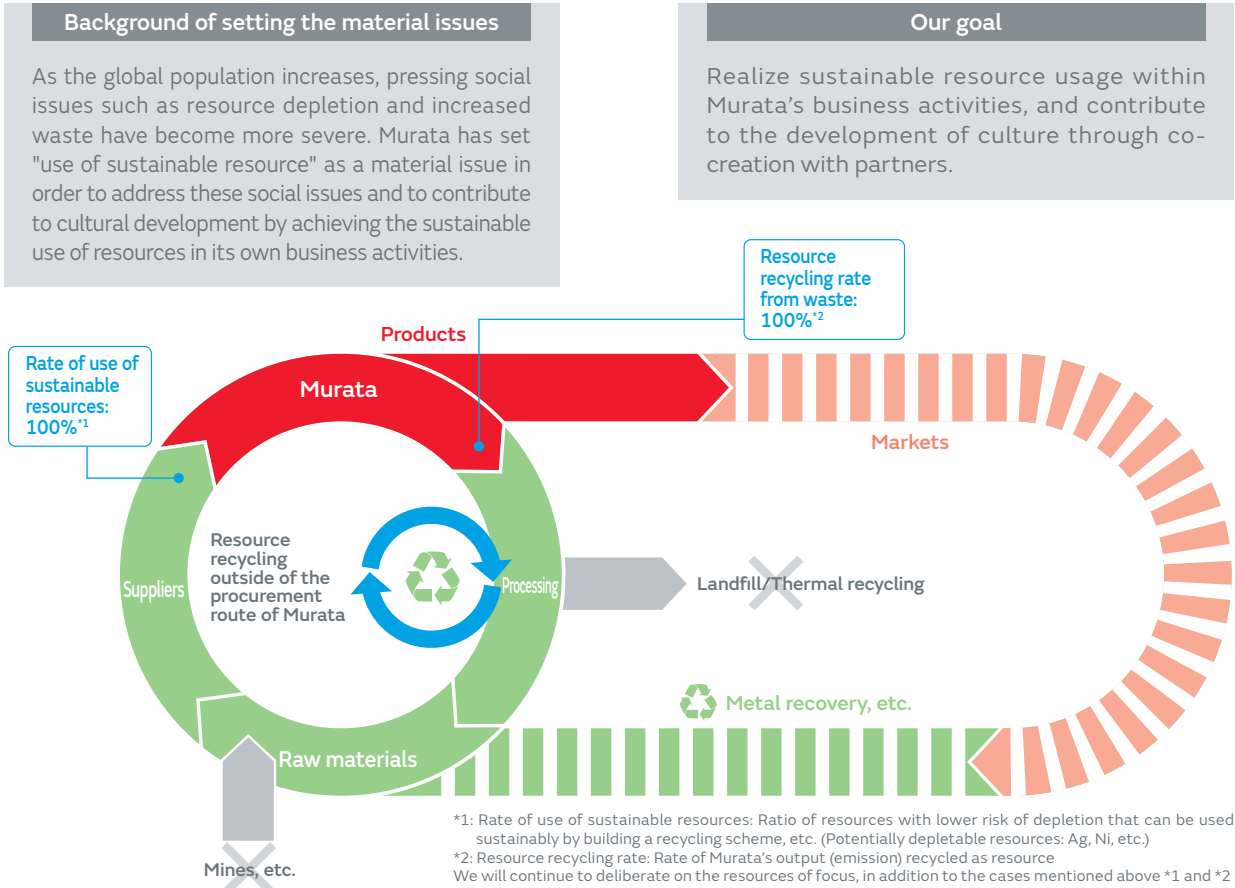 Background of setting the material issues
As the global population increases, pressing social
issues such as resource depletion and increased
waste have become more severe. Murata has set
"use of sustainable resource" as a material issue in
order to address these social issues and to contribute
to cultural development by achieving the sustainable
use of resources in its own business activities.
Our goal
Realize sustainable resource usage within
Murata's business activities, and contribute
to the development of culture through co-
creation with partners.
Resource
recycling rate
from waste:
100%*2
Products
Rate of use of
sustainable
resources:
100%*1
Murata
Markets
Resource
recycling
outside of the
procurement
route of Murata
Suppliers
Processing
Landfill/Thermal recycling
Metal recovery, etc.
Raw materials
Mines, etc.
*1: Rate of use of sustainable resources: Ratio of resources with lower risk of depletion that can be used
sustainably by building a recycling scheme, etc. (Potentially depletable resources: Ag, Ni, etc.)
*2: Resource recycling rate: Rate of Murata's output (emission) recycled as resource
We will continue to deliberate on the resources of focus, in addition to the cases mentioned above *1 and *2